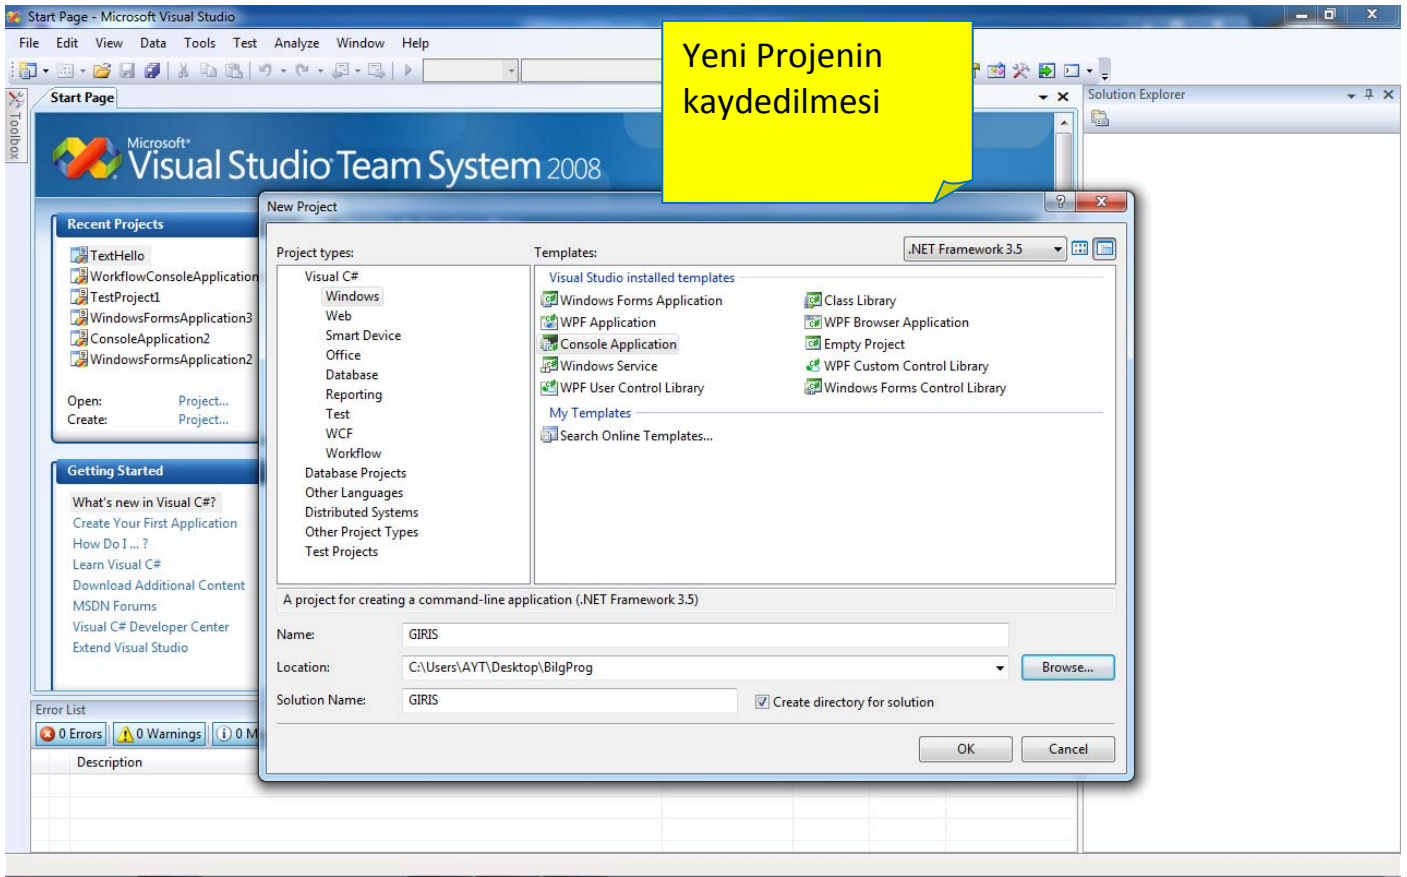 Start Page - Microsoft Visual Studio
File Edit View Data Tools Test Analyze Window Help
Yeni Projenin
kaydedilmesi
Toolbox
Start Page
Solution Explorer
Microsoft®
Visual Studio Team System 2008
Recent Projects
TextHello
WorkflowConsoleApplication
TestProject1
WindowsFormsApplication3
ConsoleApplication2
WindowsFormsApplication2
Open: Project...
Create: Project...
Getting Started
What's new in Visual C#?
Create Your First Application
How Do I ... ?
Learn Visual C#
Download Additional Content
MSDN Forums
Visual C# Developer Center
Extend Visual Studio
New Project
Project types:
Visual C#
Windows
Web
Smart Device
Office
Database
Reporting
Test
WCF
Workflow
Database Projects
Other Languages
Distributed Systems
Other Project Types
Test Projects
Templates:
.NET Framework 3.5
Visual Studio installed templates
Windows Forms Application
WPF Application
Console Application
Windows Service
WPF User Control Library
Class Library
WPF Browser Application
Empty Project
WPF Custom Control Library
Windows Forms Control Library
My Templates
Search Online Templates...
A project for creating a command-line application (.NET Framework 3.5)
Name: GIRIS
Location: C:\Users\AYT\Desktop\BilgProg Browse...
Solution Name: GIRIS Create directory for solution
OK Cancel
Error List
0 Errors 0 Warnings 0 M
Description